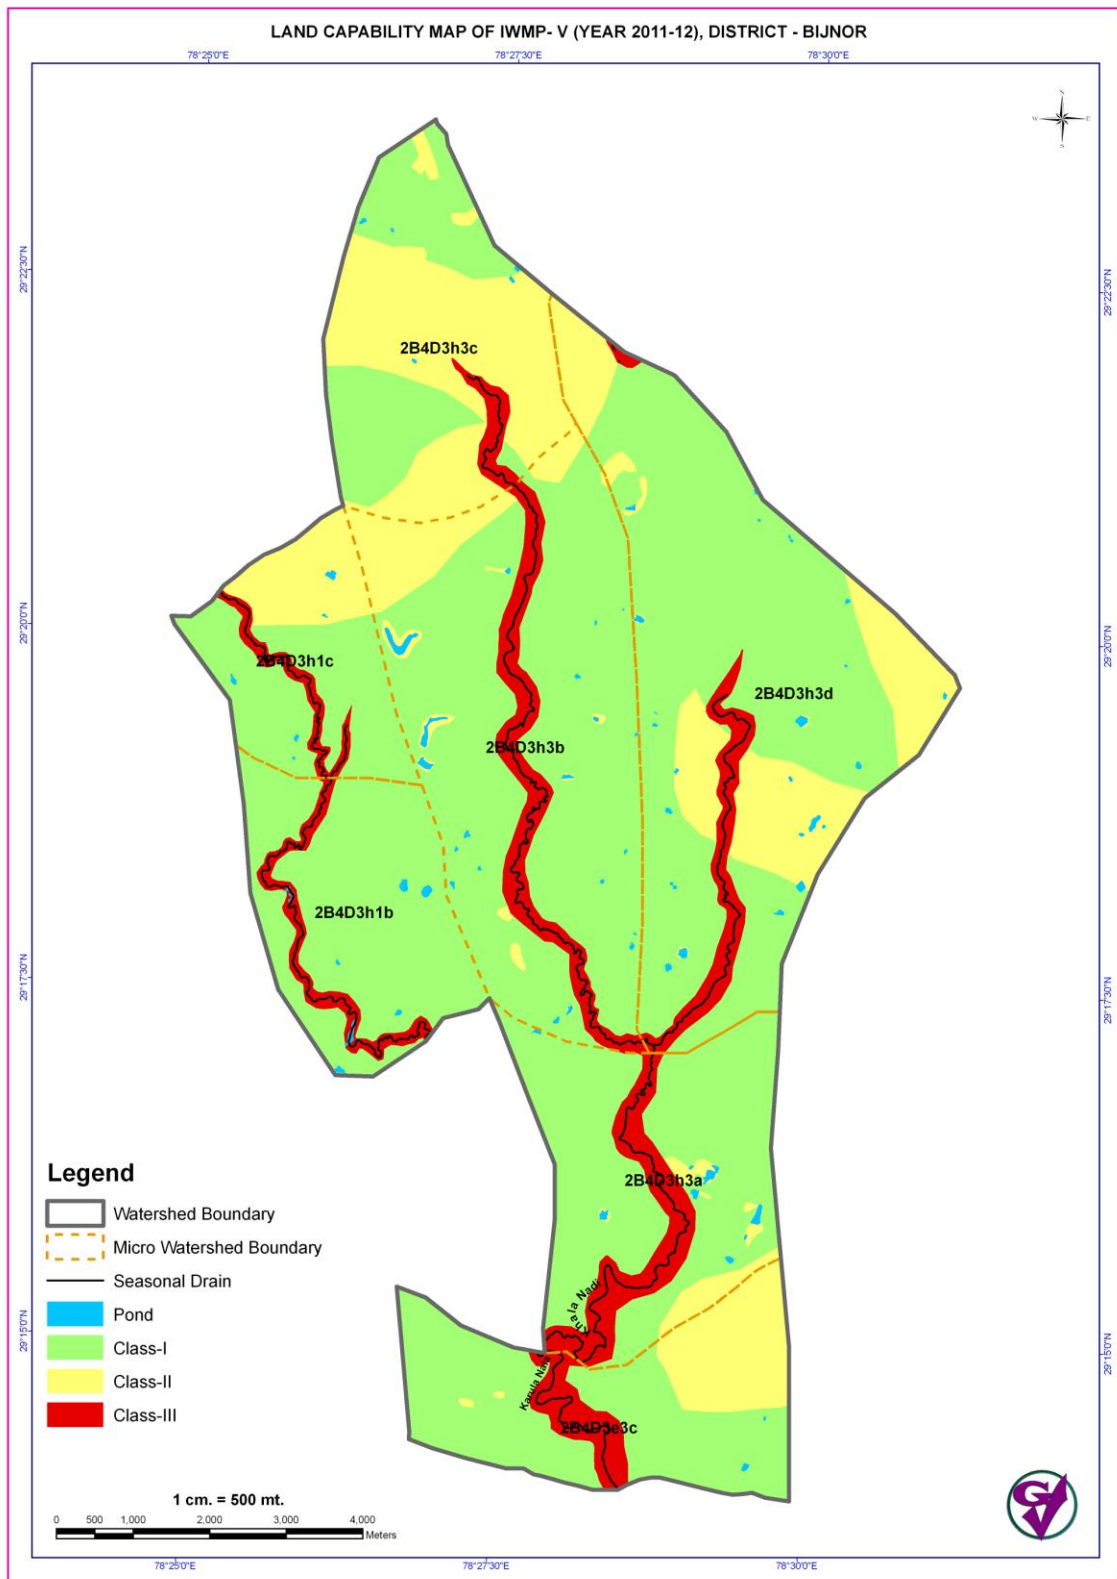 LAND CAPABILITY MAP OF IWMP- V (YEAR 2011-12), DISTRICT - BIJNOR
78°25'0"E
78°27'30"E
78°30'0"E
N
W
E
S
29°22'30"N
29°22'30"N
2B4D3h3c
29°20'0"N
29°20'0"N
2B4D3h1c
2B4D3h3d
2B4D3h3b
2B4D3h1b
29°17'30"N
29°17'30"N
2B4D3h3a
Khala Nadi
29°15'0"N
29°15'0"N
2B4D3e3c
Legend
Watershed Boundary
Micro Watershed Boundary
Seasonal Drain
Pond
Class-I
Class-II
Class-III
1 cm. = 500 mt.
0 500 1,000 2,000 3,000 4,000
Meters
GV
78°25'0"E
78°27'30"E
78°30'0"E